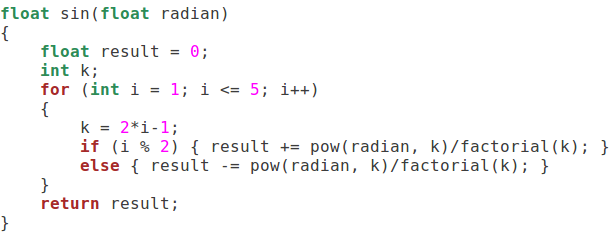 float sin(float radian)
{
    float result = 0;
    int k;
    for (int i = 1; i <= 5; i++)
    {
        k = 2*i-1;
        if (i % 2) { result += pow(radian, k)/factorial(k); }
        else { result -= pow(radian, k)/factorial(k); }
    }
    return result;
}